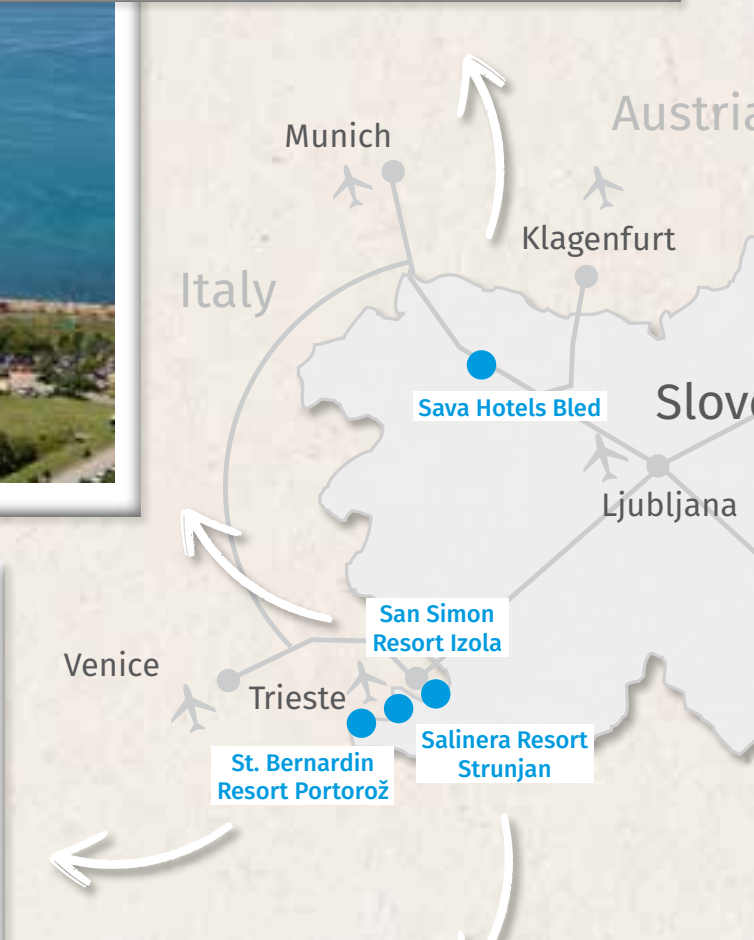 Austria
Munich
Klagenfurt
Italy
Sava Hotels Bled
Slov
Ljubljana
San Simon
Resort Izola
Venice
Trieste
Salinera Resort
Strunjan
St. Bernardin
Resort Portorož